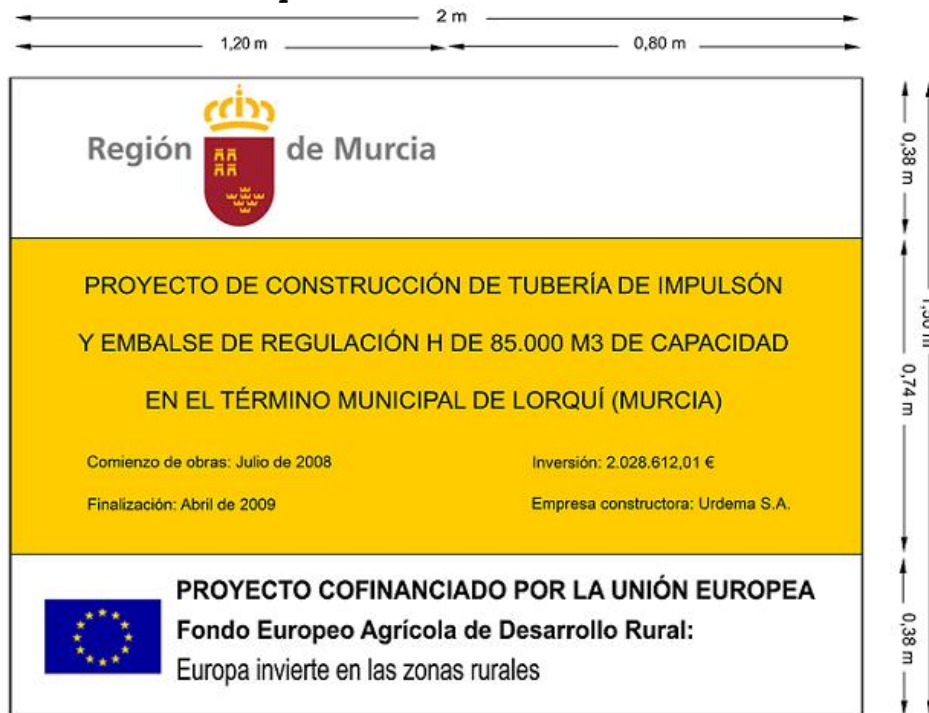 2 m
1,20 m 0,80 m
Región de Murcia
0,38 m
PROYECTO DE CONSTRUCCIÓN DE TUBERÍA DE IMPULSÓN
Y EMBALSE DE REGULACIÓN H DE 85.000 M3 DE CAPACIDAD
EN EL TÉRMINO MUNICIPAL DE LORQUÍ (MURCIA)
0,74 m
Comienzo de obras: Julio de 2008 Inversión: 2.028.612,01 €
Finalización: Abril de 2009 Empresa constructora: Urdema S.A.
PROYECTO COFINANCIADO POR LA UNIÓN EUROPEA
Fondo Europeo Agrícola de Desarrollo Rural:
Europa invierte en las zonas rurales
0,38 m